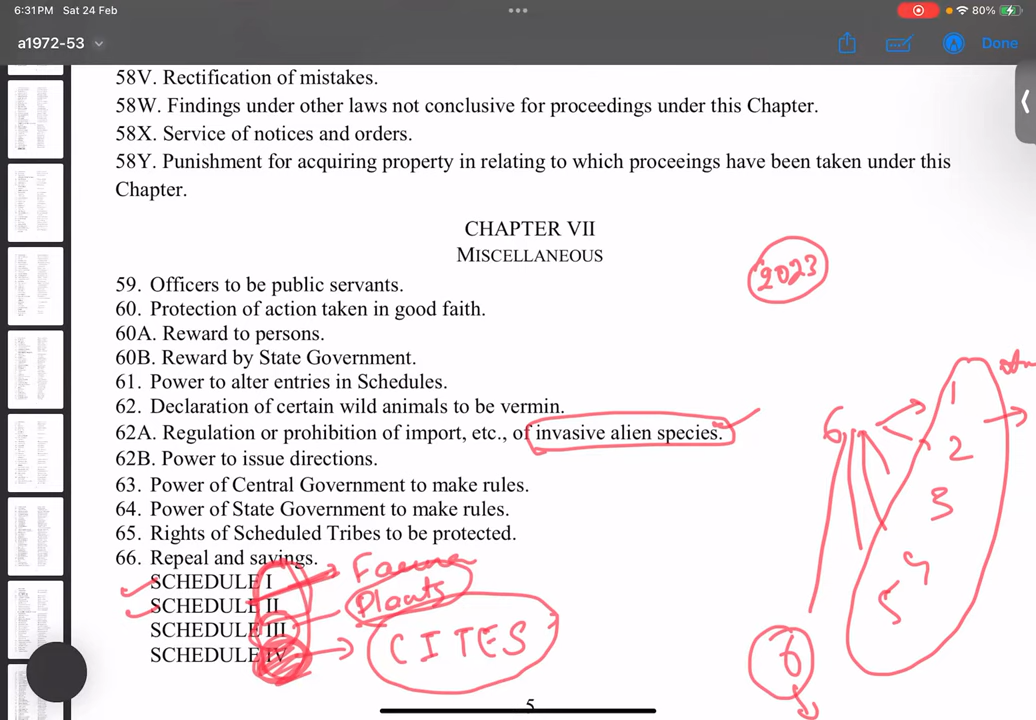 6:31 PM Sat 24 Feb
80%
a1972-53
Done
58V. Rectification of mistakes.
58W. Findings under other laws not conclusive for proceedings under this Chapter.
58X. Service of notices and orders.
58Y. Punishment for acquiring property in relating to which proceeings have been taken under this
Chapter.
CHAPTER VII
MISCELLANEOUS
2023
59. Officers to be public servants.
60. Protection of action taken in good faith.
60A. Reward to persons.
60B. Reward by State Government.
61. Power to alter entries in Schedules.
62. Declaration of certain wild animals to be vermin.
62A. Regulation or prohibition of import, etc., of invasive alien species.
62B. Power to issue directions.
63. Power of Central Government to make rules.
64. Power of State Government to make rules.
65. Rights of Scheduled Tribes to be protected.
66. Repeal and savings.
SCHEDULE I
SCHEDULE II
SCHEDULE III
SCHEDULE IV
Fauna
Plants
CITES
6
1
2
3
4
5
6
5